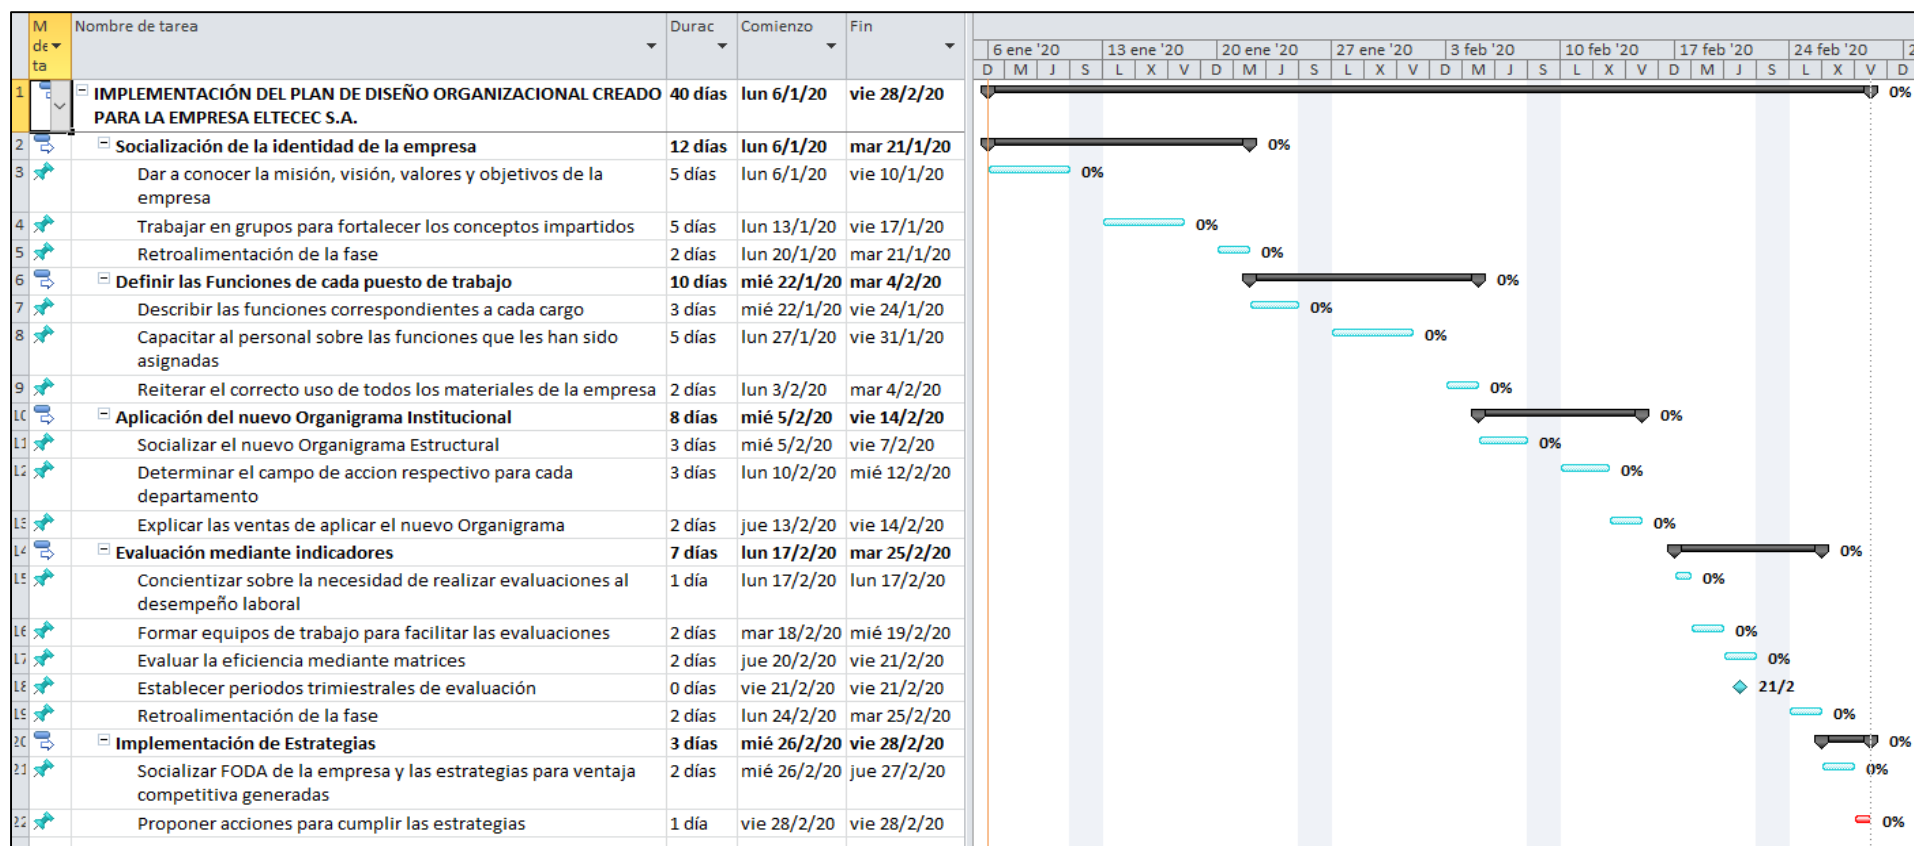 M de ta Nombre de tarea Durac Comienzo Fin
6 ene '20 13 ene '20 20 ene '20 27 ene '20 3 feb '20 10 feb '20 17 feb '20 24 feb '20 2
D M J S L X V D M J S L X V D M J S L X V D M J S L X V D
1 IMPLEMENTACIÓN DEL PLAN DE DISEÑO ORGANIZACIONAL CREADO 40 días lun 6/1/20 vie 28/2/20 0%
PARA LA EMPRESA ELTECEC S.A.
2 Socialización de la identidad de la empresa 12 días lun 6/1/20 mar 21/1/20 0%
3 Dar a conocer la misión, visión, valores y objetivos de la 5 días lun 6/1/20 vie 10/1/20 0%
empresa
4 Trabajar en grupos para fortalecer los conceptos impartidos 5 días lun 13/1/20 vie 17/1/20 0%
5 Retroalimentación de la fase 2 días lun 20/1/20 mar 21/1/20 0%
6 Definir las Funciones de cada puesto de trabajo 10 días mié 22/1/20 mar 4/2/20 0%
7 Describir las funciones correspondientes a cada cargo 3 días mié 22/1/20 vie 24/1/20 0%
8 Capacitar al personal sobre las funciones que les han sido 5 días lun 27/1/20 vie 31/1/20 0%
asignadas
9 Reiterar el correcto uso de todos los materiales de la empresa 2 días lun 3/2/20 mar 4/2/20 0%
10 Aplicación del nuevo Organigrama Institucional 8 días mié 5/2/20 vie 14/2/20 0%
11 Socializar el nuevo Organigrama Estructural 3 días mié 5/2/20 vie 7/2/20 0%
12 Determinar el campo de accion respectivo para cada 3 días lun 10/2/20 mié 12/2/20 0%
departamento
13 Explicar las ventas de aplicar el nuevo Organigrama 2 días jue 13/2/20 vie 14/2/20 0%
14 Evaluación mediante indicadores 7 días lun 17/2/20 mar 25/2/20 0%
15 Concientizar sobre la necesidad de realizar evaluaciones al 1 día lun 17/2/20 lun 17/2/20 0%
desempeño laboral
16 Formar equipos de trabajo para facilitar las evaluaciones 2 días mar 18/2/20 mié 19/2/20 0%
17 Evaluar la eficiencia mediante matrices 2 días jue 20/2/20 vie 21/2/20 0%
18 Establecer periodos trimiestrales de evaluación 0 días vie 21/2/20 vie 21/2/20 21/2
19 Retroalimentación de la fase 2 días lun 24/2/20 mar 25/2/20 0%
20 Implementación de Estrategias 3 días mié 26/2/20 vie 28/2/20 0%
21 Socializar FODA de la empresa y las estrategias para ventaja 2 días mié 26/2/20 jue 27/2/20 0%
competitiva generadas
22 Proponer acciones para cumplir las estrategias 1 día vie 28/2/20 vie 28/2/20 0%